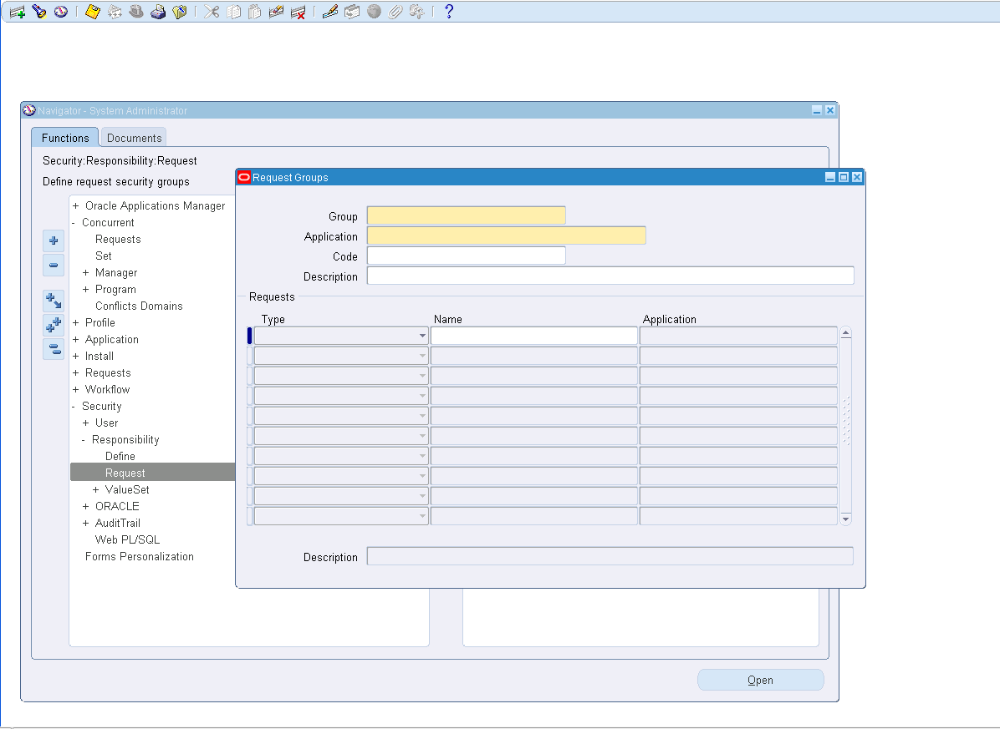 ?
Navigator - System Administrator
Functions Documents
Security:Responsibility:Request
Define request security groups
+ Oracle Applications Manager
- Concurrent
Requests
Set
+ Manager
+ Program
Conflicts Domains
+ Profile
+ Application
+ Install
+ Requests
+ Workflow
- Security
+ User
- Responsibility
Define
Request
+ ValueSet
+ ORACLE
+ AuditTrail
Web PL/SQL
Forms Personalization
Request Groups
Group
Application
Code
Description
Requests
Type Name Application
Description
Open